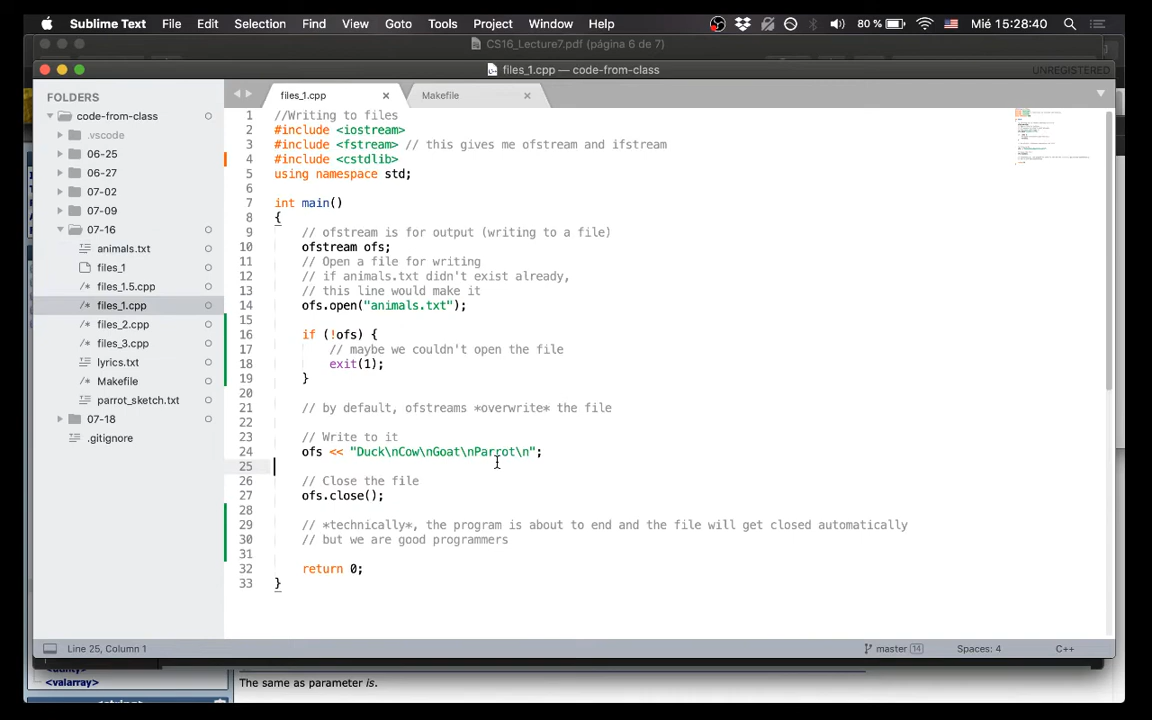 Sublime Text File Edit Selection Find View Goto Tools Project Window Help 80 % Mié 15:28:40
CS16_Lecture7.pdf (página 6 de 7)
files_1.cpp — code-from-class UNREGISTERED
FOLDERS
code-from-class
.vscode
06-25
06-27
07-02
07-09
07-16
animals.txt
files_1
files_1.5.cpp
files_1.cpp
files_2.cpp
files_3.cpp
lyrics.txt
Makefile
parrot_sketch.txt
07-18
.gitignore
files_1.cpp Makefile
1 //Writing to files
2 #include <iostream>
3 #include <fstream> // this gives me ofstream and ifstream
4 #include <cstdlib>
5 using namespace std;
6
7 int main()
8 {
9 // ofstream is for output (writing to a file)
10 ofstream ofs;
11 // Open a file for writing
12 // if animals.txt didn't exist already,
13 // this line would make it
14 ofs.open("animals.txt");
15
16 if (!ofs) {
17 // maybe we couldn't open the file
18 exit(1);
19 }
20
21 // by default, ofstreams *overwrite* the file
22
23 // Write to it
24 ofs << "Duck\nCow\nGoat\nParrot\n";
25
26 // Close the file
27 ofs.close();
28
29 // *technically*, the program is about to end and the file will get closed automatically
30 // but we are good programmers
31
32 return 0;
33 }
Line 25, Column 1 master 14 Spaces: 4 C++
<valarray>
The same as parameter is.